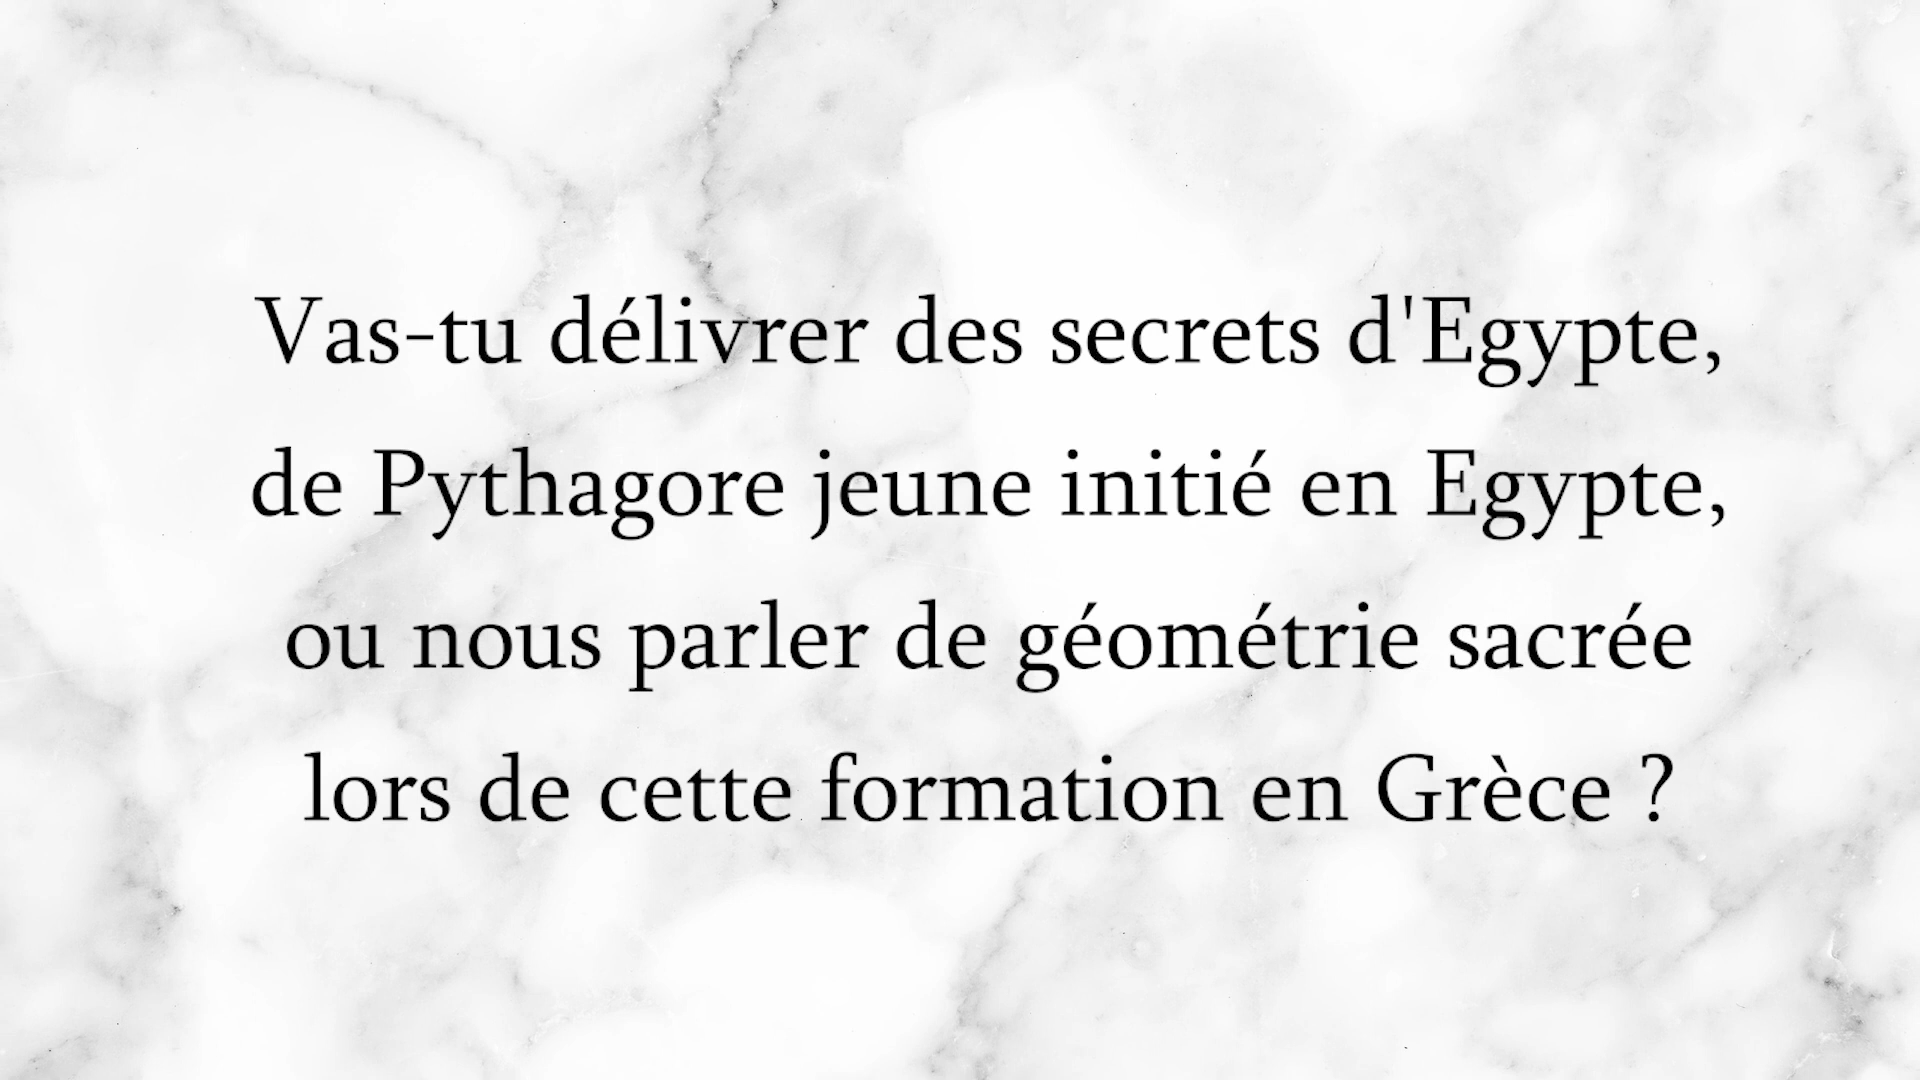 Vas-tu délivrer des secrets d'Egypte,
de Pythagore jeune initié en Egypte,
ou nous parler de géométrie sacrée
lors de cette formation en Grèce ?